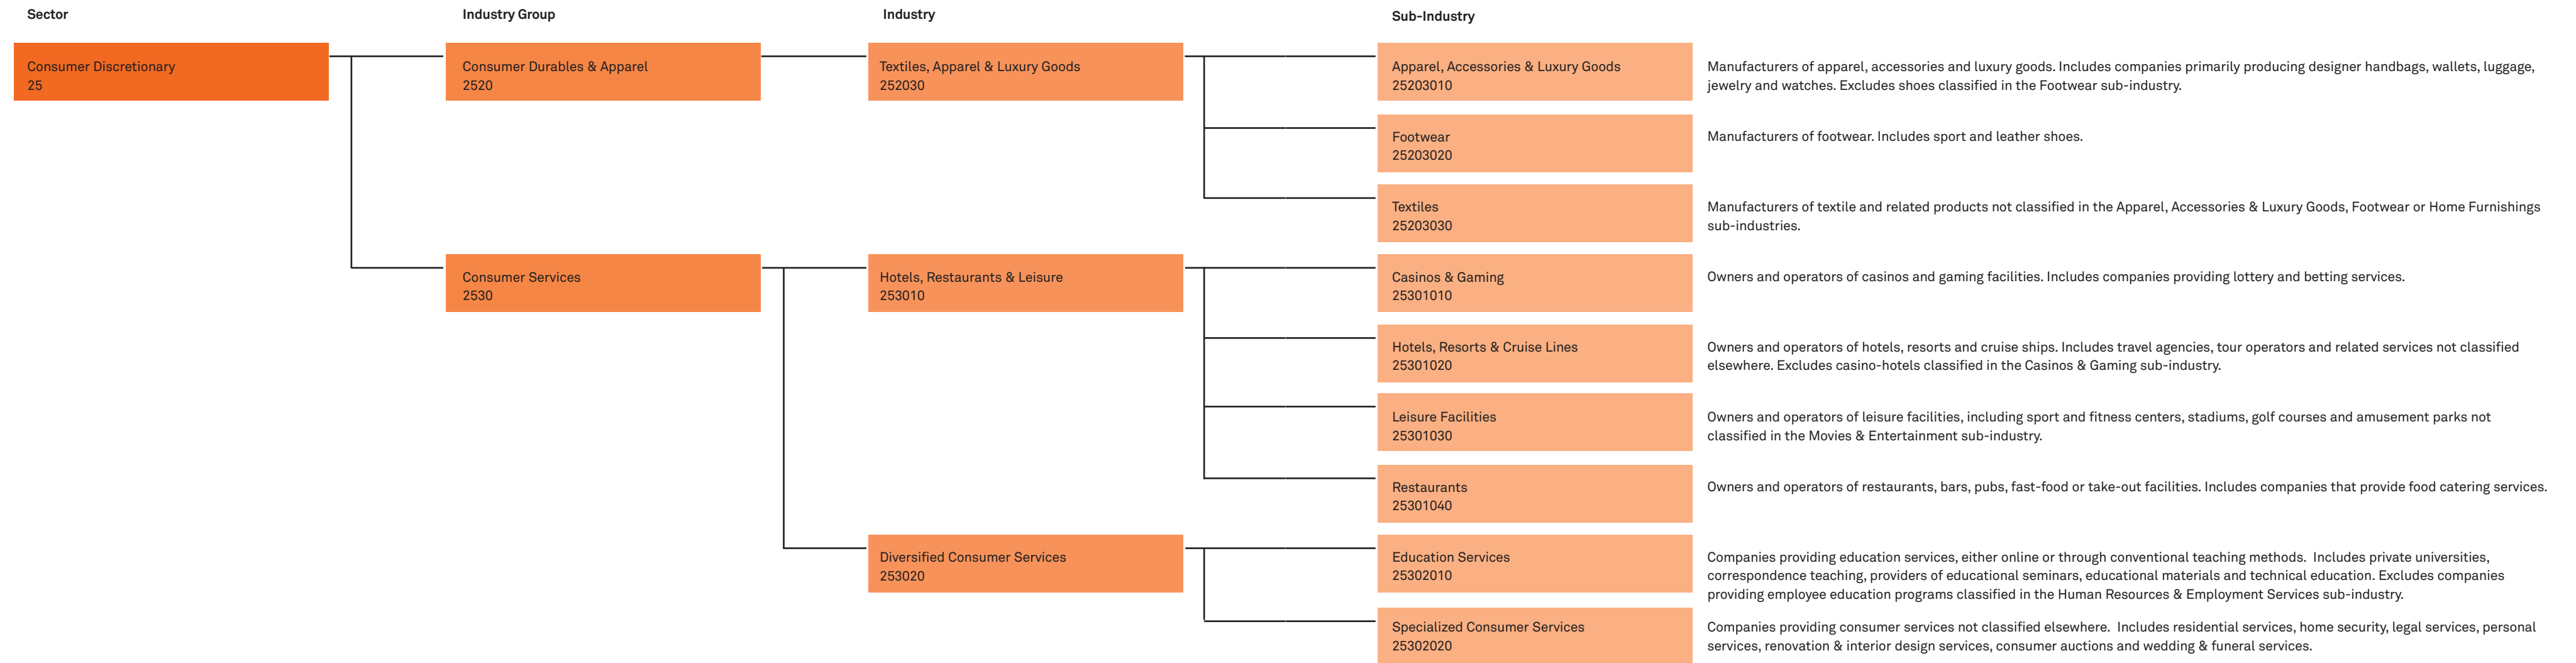 Sector
Industry Group
Industry
Sub-Industry
Consumer Discretionary
25
Consumer Durables & Apparel
2520
Textiles, Apparel & Luxury Goods
252030
Apparel, Accessories & Luxury Goods
25203010
Manufacturers of apparel, accessories and luxury goods. Includes companies primarily producing designer handbags, wallets, luggage,
jewelry and watches. Excludes shoes classified in the Footwear sub-industry.
Footwear
25203020
Manufacturers of footwear. Includes sport and leather shoes.
Textiles
25203030
Manufacturers of textile and related products not classified in the Apparel, Accessories & Luxury Goods, Footwear or Home Furnishings
sub-industries.
Consumer Services
2530
Hotels, Restaurants & Leisure
253010
Casinos & Gaming
25301010
Owners and operators of casinos and gaming facilities. Includes companies providing lottery and betting services.
Hotels, Resorts & Cruise Lines
25301020
Owners and operators of hotels, resorts and cruise ships. Includes travel agencies, tour operators and related services not classified
elsewhere. Excludes casino-hotels classified in the Casinos & Gaming sub-industry.
Leisure Facilities
25301030
Owners and operators of leisure facilities, including sport and fitness centers, stadiums, golf courses and amusement parks not
classified in the Movies & Entertainment sub-industry.
Restaurants
25301040
Owners and operators of restaurants, bars, pubs, fast-food or take-out facilities. Includes companies that provide food catering services.
Diversified Consumer Services
253020
Education Services
25302010
Companies providing education services, either online or through conventional teaching methods. Includes private universities,
correspondence teaching, providers of educational seminars, educational materials and technical education. Excludes companies
providing employee education programs classified in the Human Resources & Employment Services sub-industry.
Specialized Consumer Services
25302020
Companies providing consumer services not classified elsewhere. Includes residential services, home security, legal services, personal
services, renovation & interior design services, consumer auctions and wedding & funeral services.